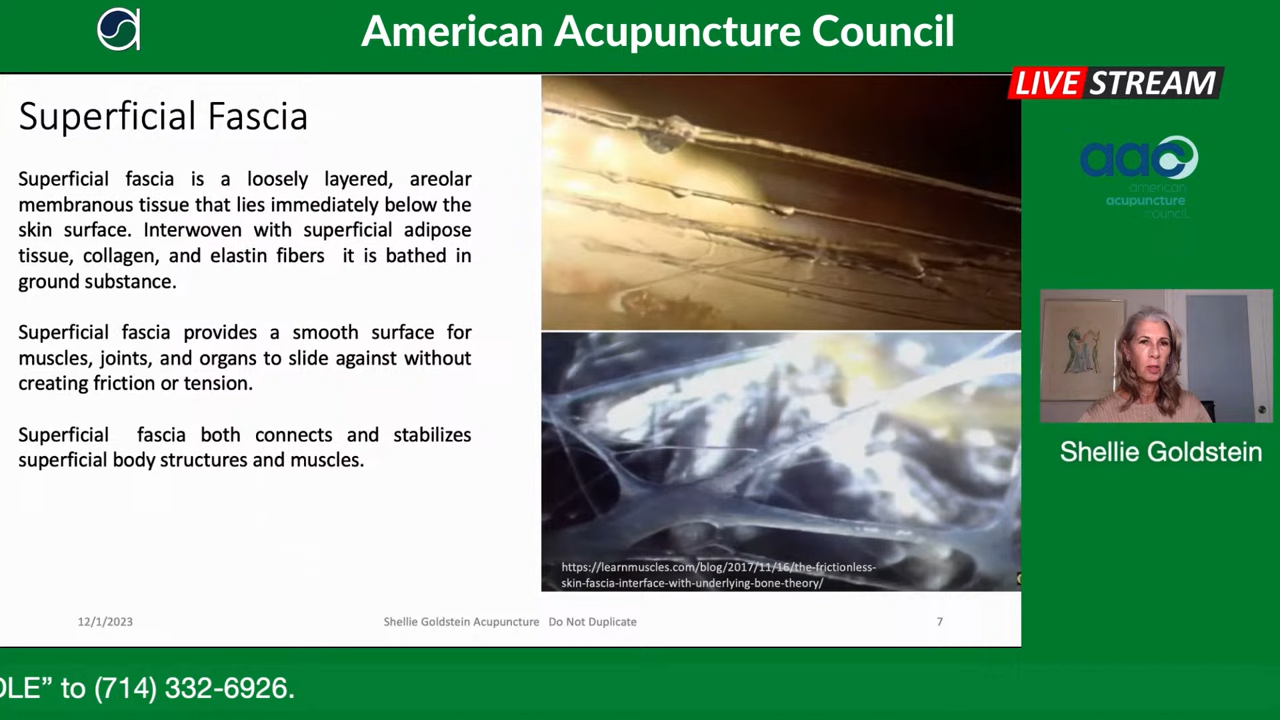 American Acupuncture Council
LIVE STREAM
Superficial Fascia
Superficial fascia is a loosely layered, areolar
membranous tissue that lies immediately below the
skin surface. Interwoven with superficial adipose
tissue, collagen, and elastin fibers it is bathed in
ground substance.
Superficial fascia provides a smooth surface for
muscles, joints, and organs to slide against without
creating friction or tension.
Superficial fascia both connects and stabilizes
superficial body structures and muscles.
https://learnmuscles.com/blog/2017/11/16/the-frictionless-
skin-fascia-interface-with-underlying-bone-theory/
12/1/2023
Shellie Goldstein Acupuncture Do Not Duplicate
7
aac
american
acupuncture
council
Shellie Goldstein
DLE” to (714) 332-6926.